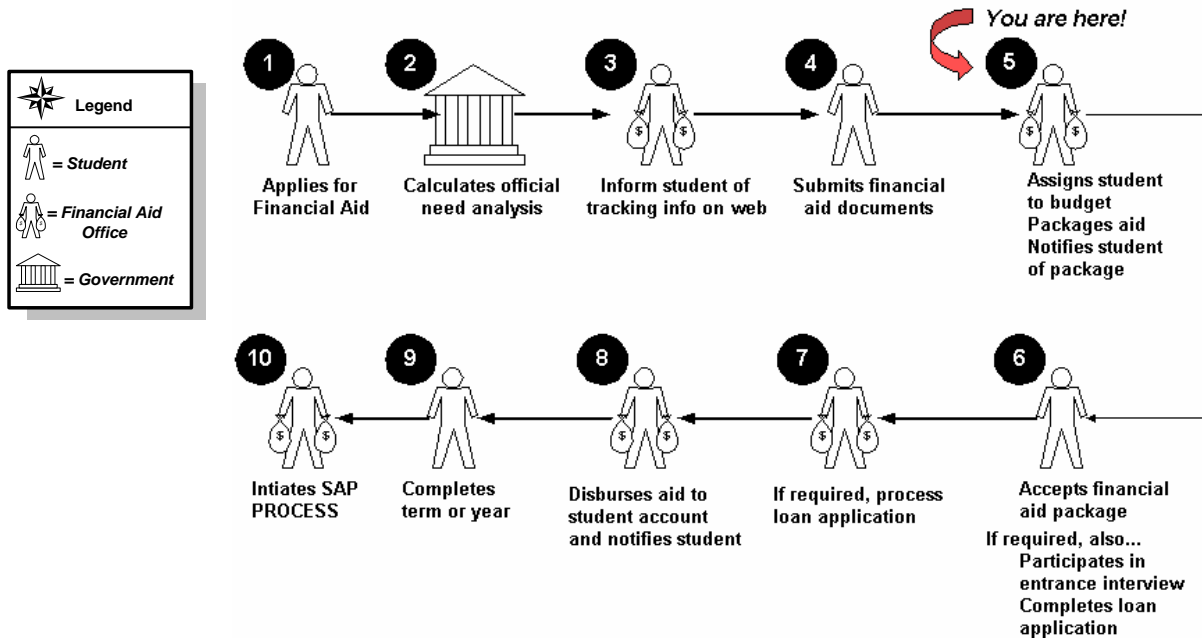 You are here!
Legend
= Student
= Financial Aid
Office
= Government
1
Applies for
Financial Aid
2
Calculates official
need analysis
3
Inform student of
tracking info on web
4
Submits financial
aid documents
5
Assigns student
to budget
Packages aid
Notifies student
of package
6
Accepts financial
aid package
If required, also...
Participates in
entrance interview
Completes loan
application
7
If required, process
loan application
8
Disburses aid to
student account
and notifies student
9
Completes
term or year
10
Intiates SAP
PROCESS
$ $
$ $
$ $
$ $
$ $